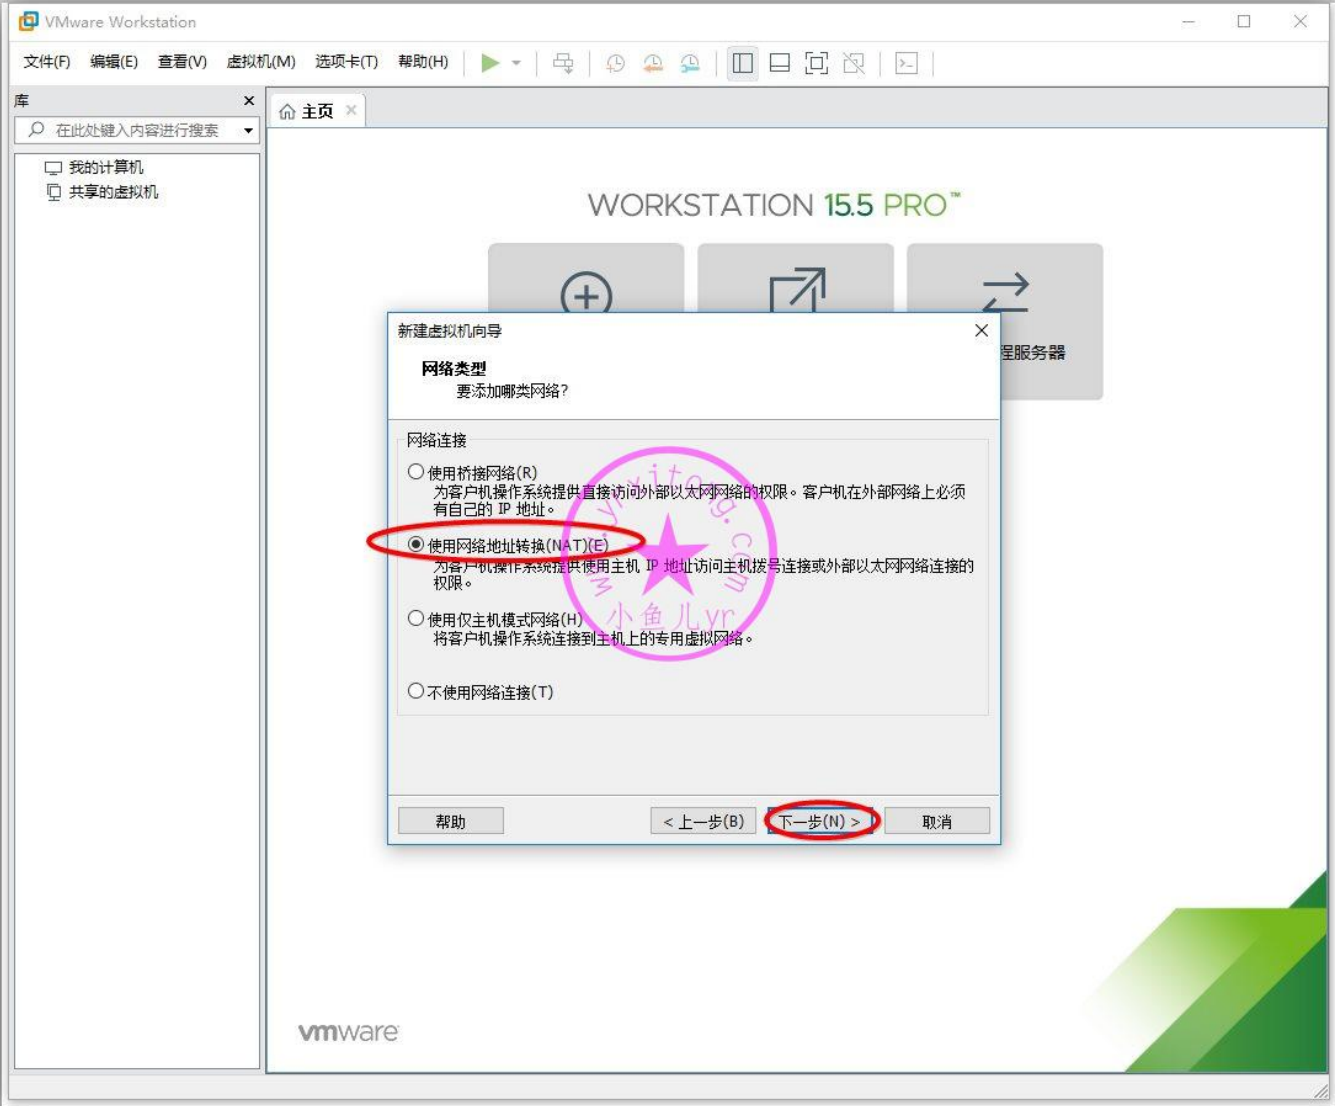 VMware Workstation
文件(F) 编辑(E) 查看(V) 虚拟机(M) 选项卡(T) 帮助(H)
库
主页
在此处键入内容进行搜索
我的计算机
共享的虚拟机
WORKSTATION 15.5 PRO™
程服务器
新建虚拟机向导
网络类型
要添加哪类网络?
网络连接
使用桥接网络(R)
为客户机操作系统提供直接访问外部以太网网络的权限。客户机在外部网络上必须
有自己的 IP 地址。
使用网络地址转换(NAT)(E)
为客户机操作系统提供使用主机 IP 地址访问主机拨号连接或外部以太网网络连接的
权限。
使用仅主机模式网络(H)
将客户机操作系统连接到主机上的专用虚拟网络。
不使用网络连接(T)
www.yrxitong.com
小鱼儿yr
帮助
< 上一步(B)
下一步(N) >
取消
vmware